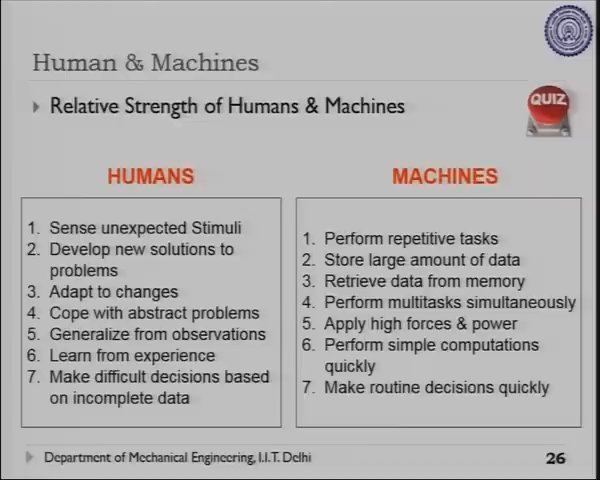 Human & Machines
Relative Strength of Humans & Machines
QUIZ
HUMANS
1. Sense unexpected Stimuli
2. Develop new solutions to
problems
3. Adapt to changes
4. Cope with abstract problems
5. Generalize from observations
6. Learn from experience
7. Make difficult decisions based
on incomplete data
MACHINES
1. Perform repetitive tasks
2. Store large amount of data
3. Retrieve data from memory
4. Perform multitasks simultaneously
5. Apply high forces & power
6. Perform simple computations
quickly
7. Make routine decisions quickly
Department of Mechanical Engineering, I.I.T. Delhi
26